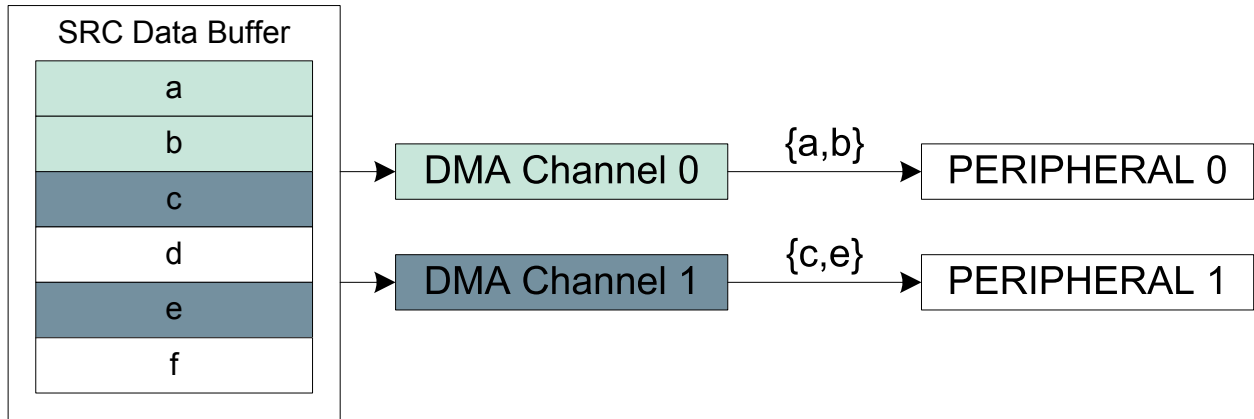 SRC Data Buffer
a
b
c
d
e
f
DMA Channel 0
{a,b}
PERIPHERAL 0
DMA Channel 1
{c,e}
PERIPHERAL 1